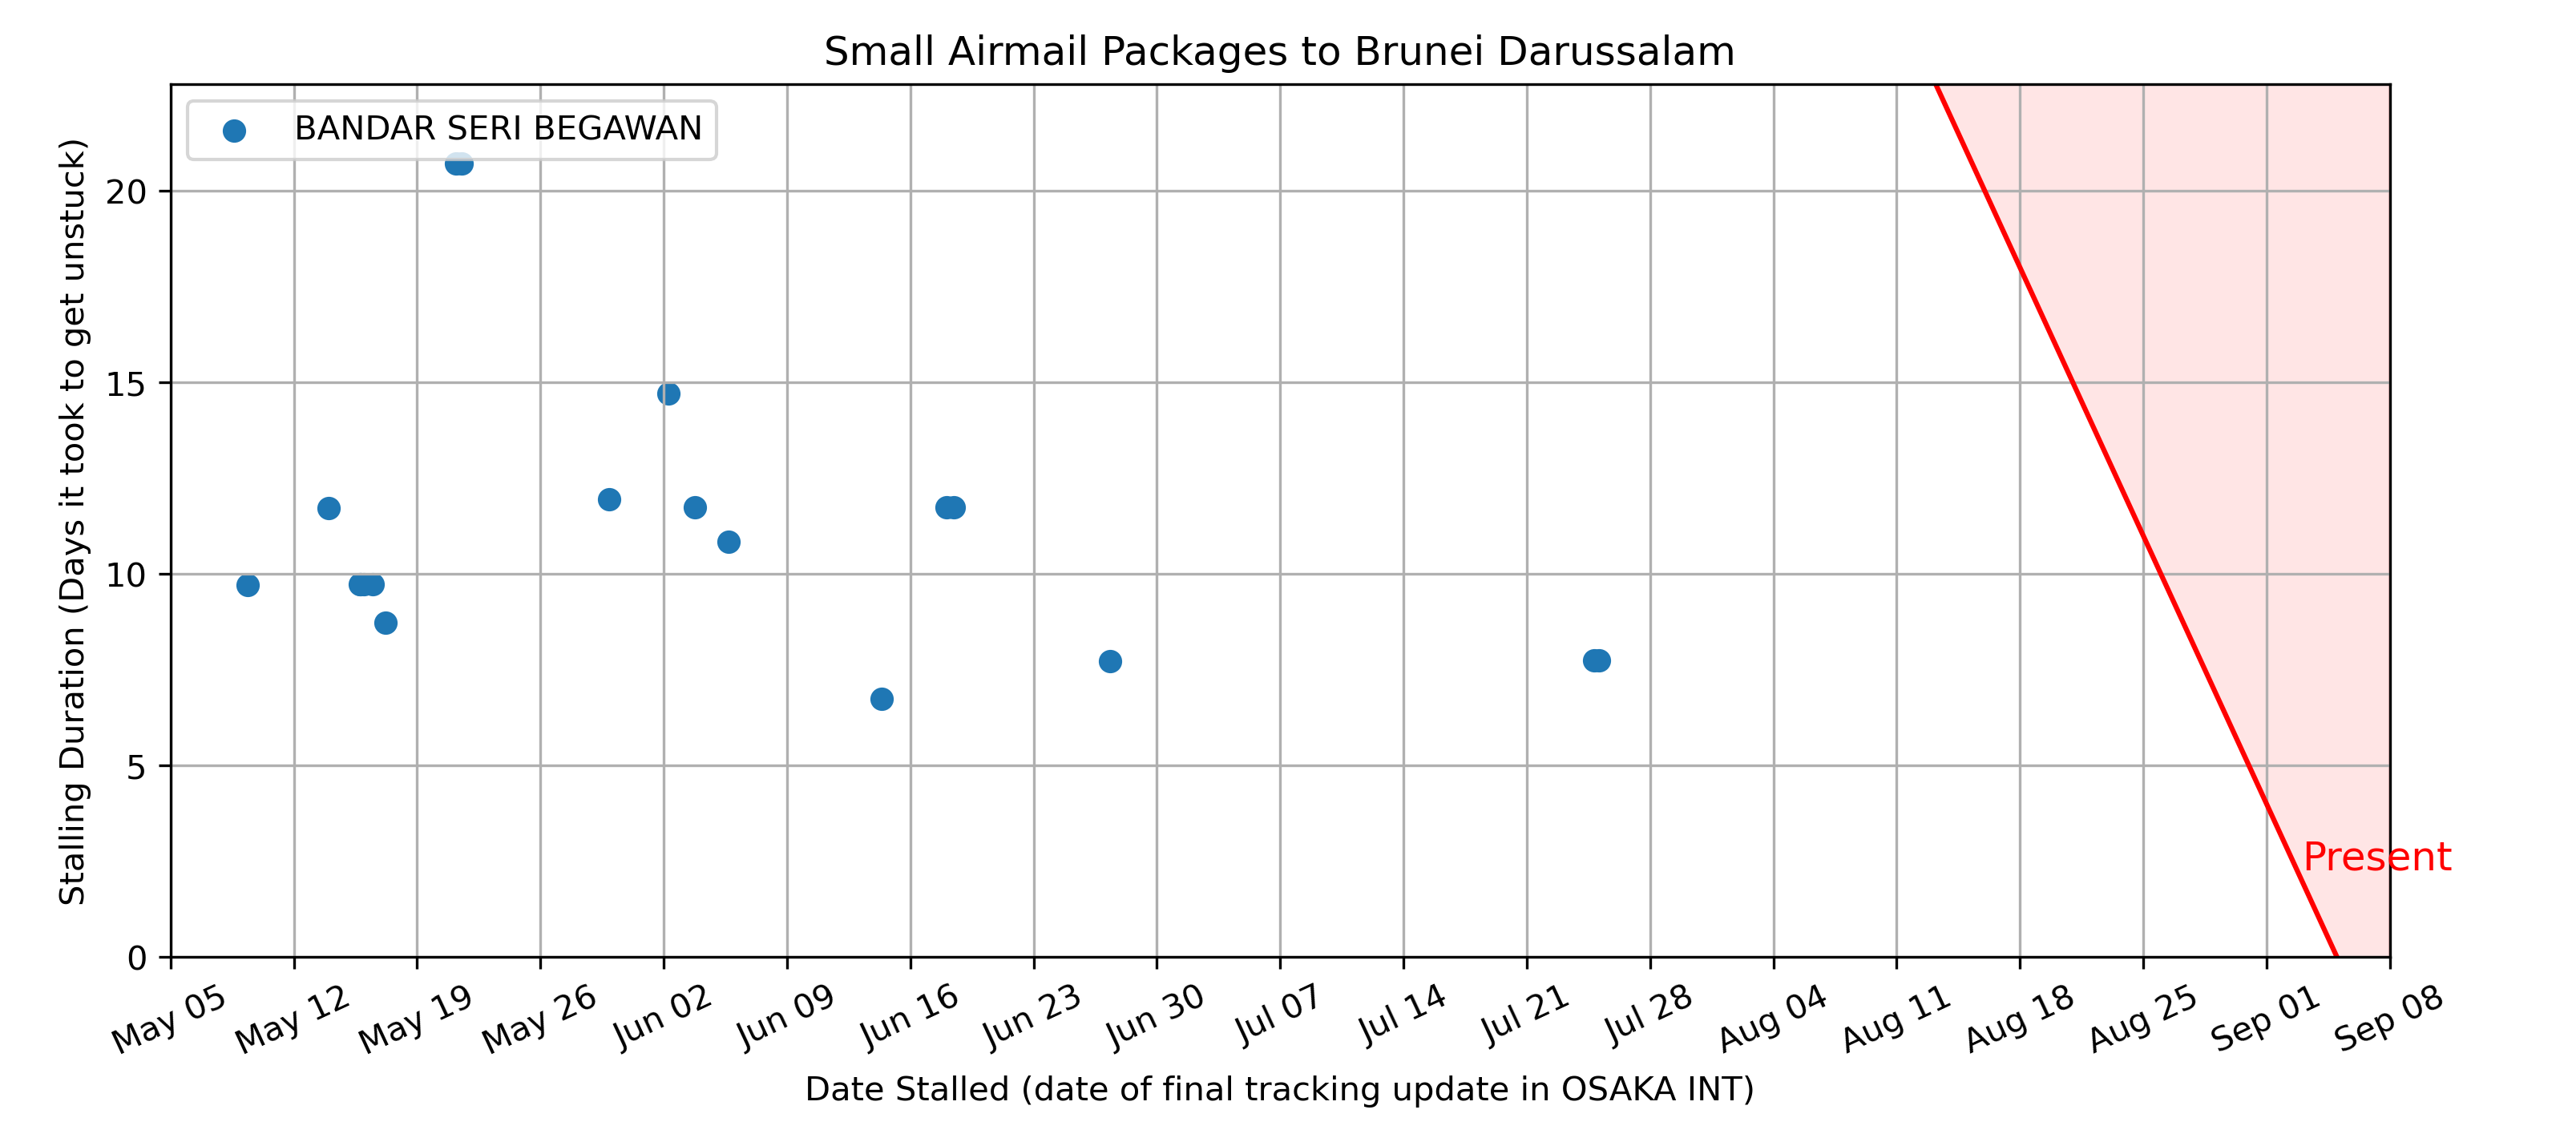 Small Airmail Packages to Brunei Darussalam
BANDAR SERI BEGAWAN
Stalling Duration (Days it took to get unstuck)
20
15
10
5
0
Present
May 05
May 12
May 19
May 26
Jun 02
Jun 09
Jun 16
Jun 23
Jun 30
Jul 07
Jul 14
Jul 21
Jul 28
Aug 04
Aug 11
Aug 18
Aug 25
Sep 01
Sep 08
Date Stalled (date of final tracking update in OSAKA INT)